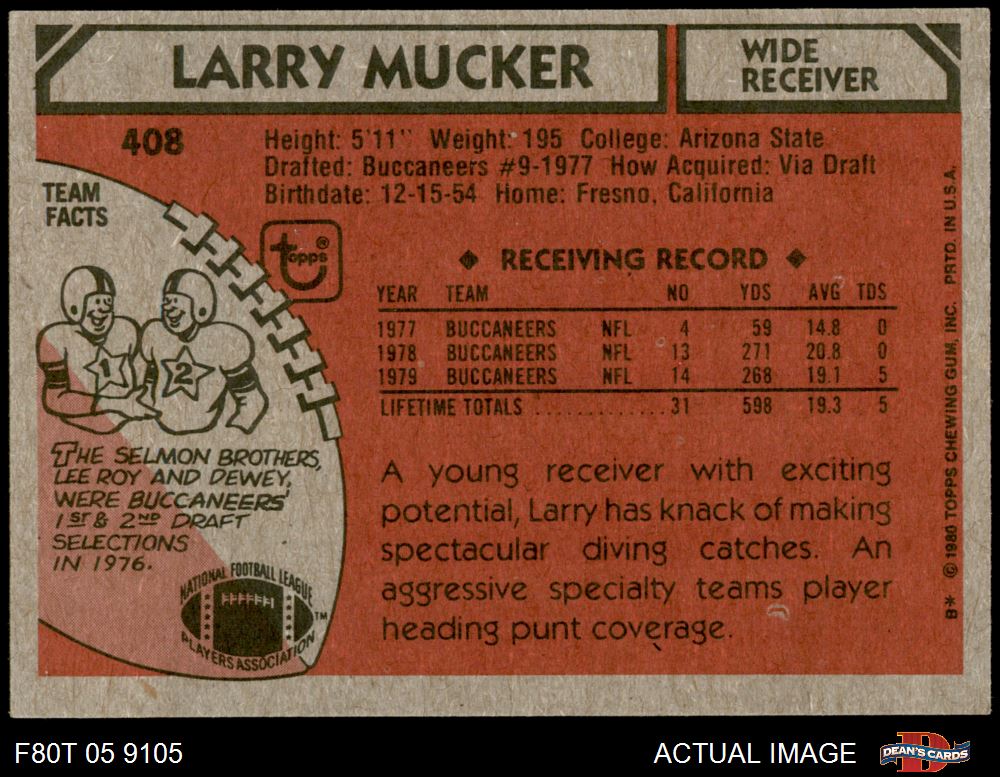 LARRY MUCKER
WIDE
RECEIVER
408
Height: 5'11" Weight: 195 College: Arizona State
Drafted: Buccaneers #9-1977 How Acquired: Via Draft
Birthdate: 12-15-54 Home: Fresno, California
TEAM
FACTS
topps®
1
2
THE SELMON BROTHERS,
LEE ROY AND DEWEY,
WERE BUCCANEERS'
1ST & 2ND DRAFT
SELECTIONS
IN 1976.
NATIONAL FOOTBALL LEAGUE
PLAYERS ASSOCIATION
TM
◆ RECEIVING RECORD ◆
YEAR TEAM NO YDS AVG TDS
1977 BUCCANEERS NFL 4 59 14.8 0
1978 BUCCANEERS NFL 13 271 20.8 0
1979 BUCCANEERS NFL 14 268 19.1 5
LIFETIME TOTALS ............ 31 598 19.3 5
A young receiver with exciting
potential, Larry has knack of making
spectacular diving catches. An
aggressive specialty teams player
heading punt coverage.
B* © 1980 TOPPS CHEWING GUM, INC. PRTD. IN U.S.A.
F80T 05 9105
ACTUAL IMAGE
D
DEAN'S CARDS